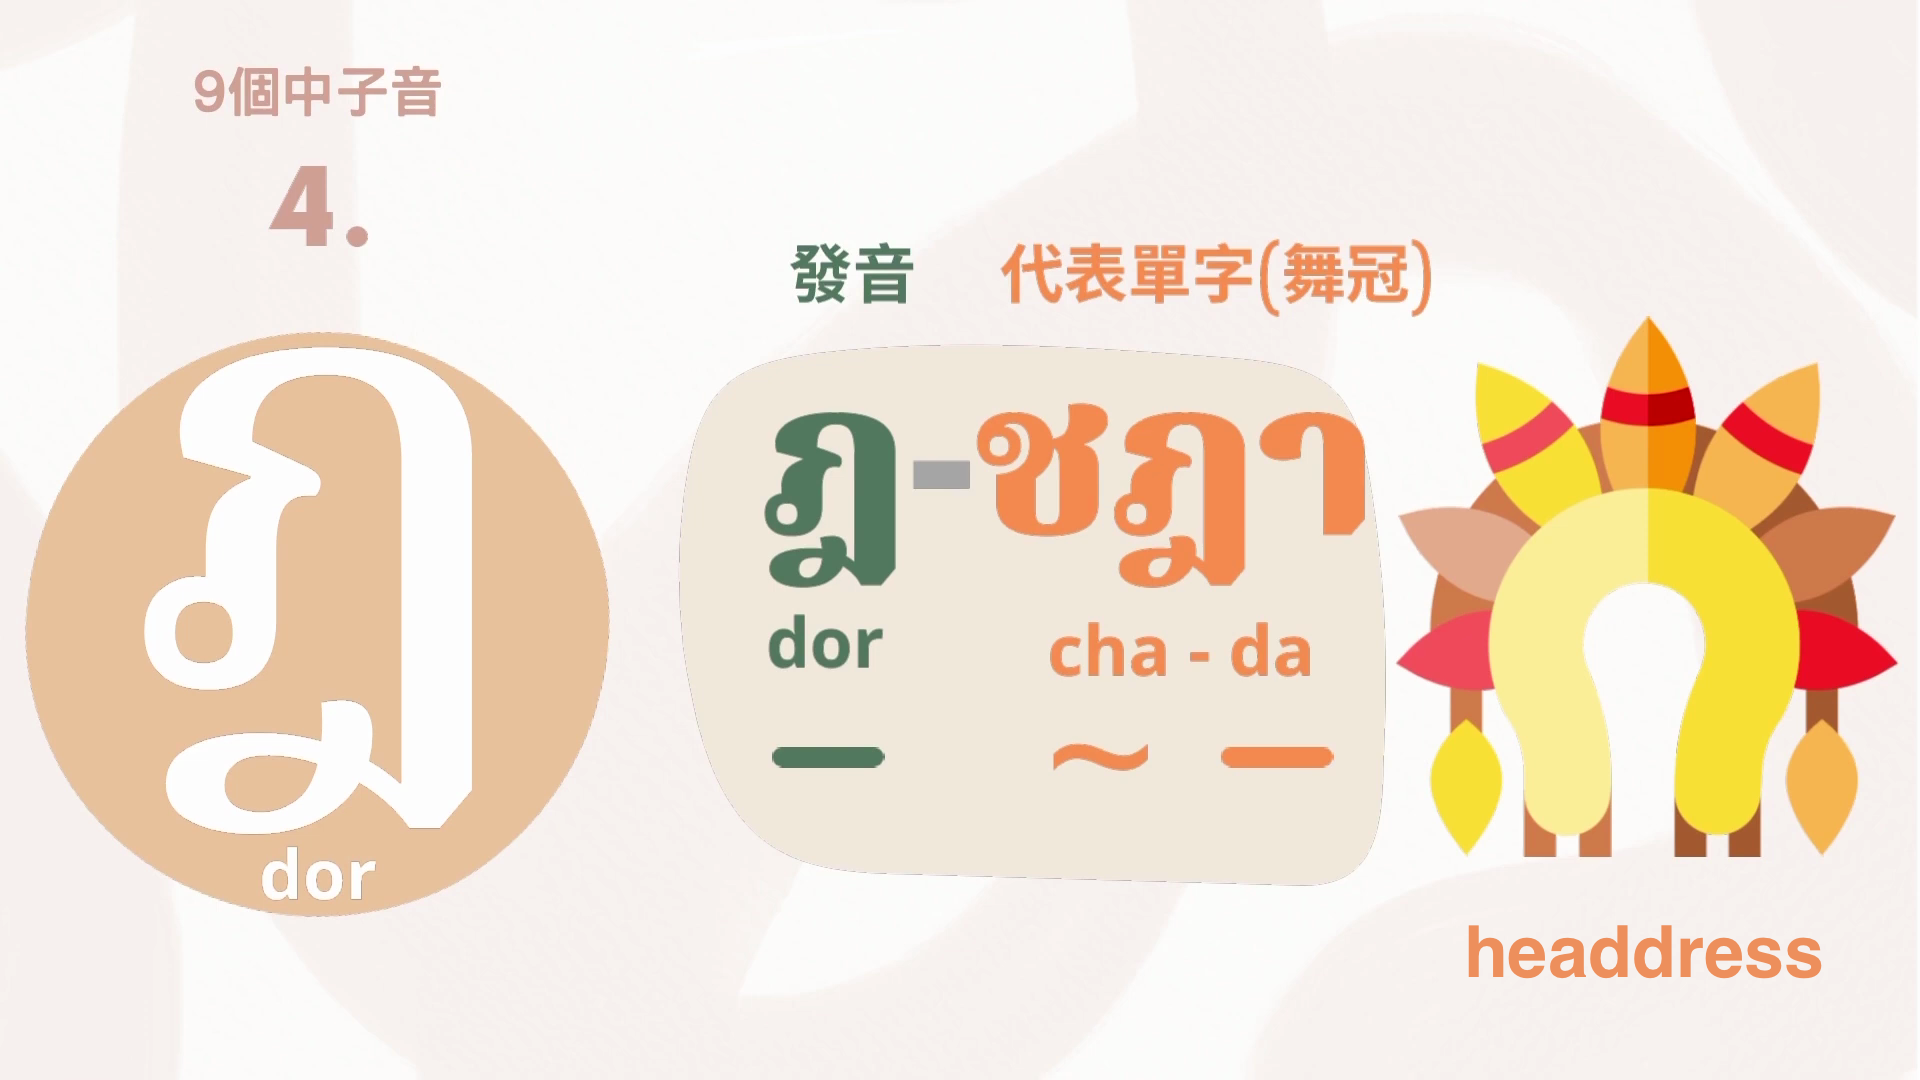 9個中子音
4.
發音 代表單字(舞冠)
ฎ
dor
ฎ-ชฎา
dor cha - da
— ~ —
headdress